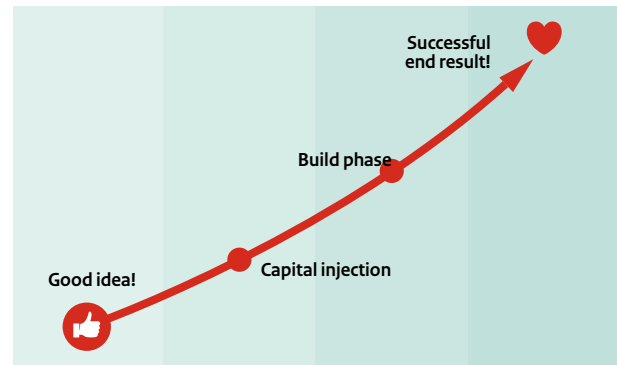 Successful
end result!
Build phase
Capital injection
Good idea!